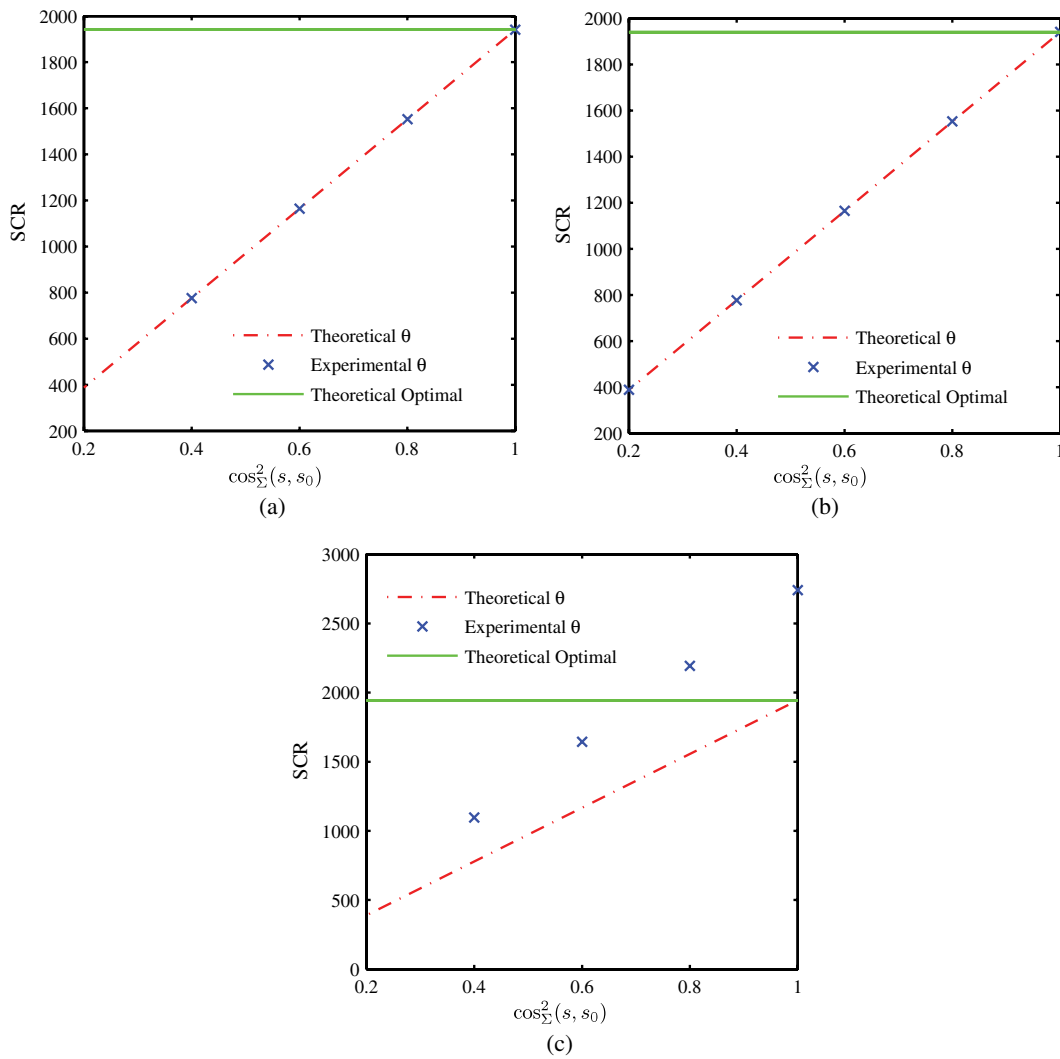 2000
1800
1600
1400
1200
1000
800
600
400
200
SCR
0.2
0.4
0.6
0.8
1
Theoretical θ
Experimental θ
Theoretical Optimal
cos²_Σ(s, s₀)
(a)
2000
1800
1600
1400
1200
1000
800
600
400
200
SCR
0.2
0.4
0.6
0.8
1
Theoretical θ
Experimental θ
Theoretical Optimal
cos²_Σ(s, s₀)
(b)
3000
2500
2000
1500
1000
500
0
SCR
0.2
0.4
0.6
0.8
1
Theoretical θ
Experimental θ
Theoretical Optimal
cos²_Σ(s, s₀)
(c)